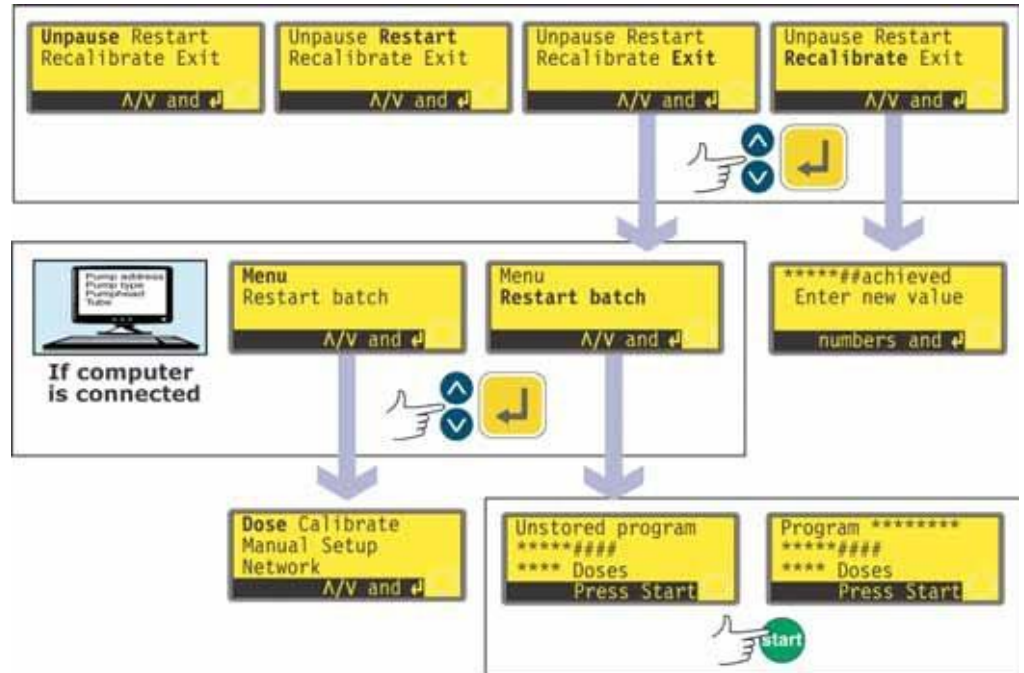 Unpause Restart
Recalibrate Exit
∧/∨ and ↵
Unpause Restart
Recalibrate Exit
∧/∨ and ↵
Unpause Restart
Recalibrate Exit
∧/∨ and ↵
Unpause Restart
Recalibrate Exit
∧/∨ and ↵
Pump address
Pump type
Pumphead
Tube
If computer
is connected
Menu
Restart batch
∧/∨ and ↵
Menu
Restart batch
∧/∨ and ↵
*****##achieved
Enter new value
numbers and ↵
Dose Calibrate
Manual Setup
Network
∧/∨ and ↵
Unstored program
*****####
**** Doses
Press Start
Program ********
*****####
**** Doses
Press Start
start